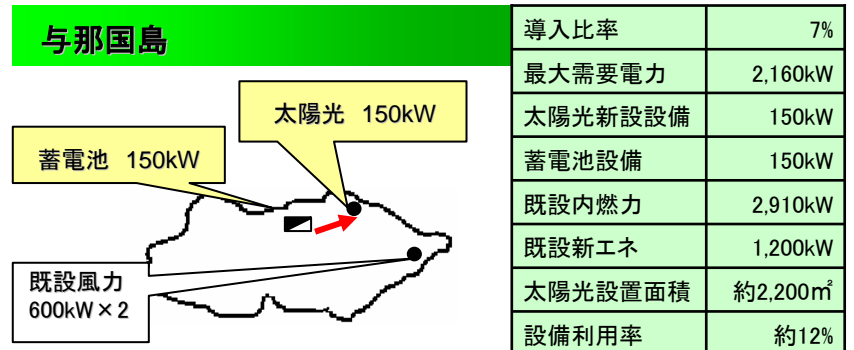 与那国島
太陽光 150kW
蓄電池 150kW
既設風力
600kW×2
導入比率 7%
最大需要電力 2,160kW
太陽光新設設備 150kW
蓄電池設備 150kW
既設内燃力 2,910kW
既設新エネ 1,200kW
太陽光設置面積 約2,200㎡
設備利用率 約12%